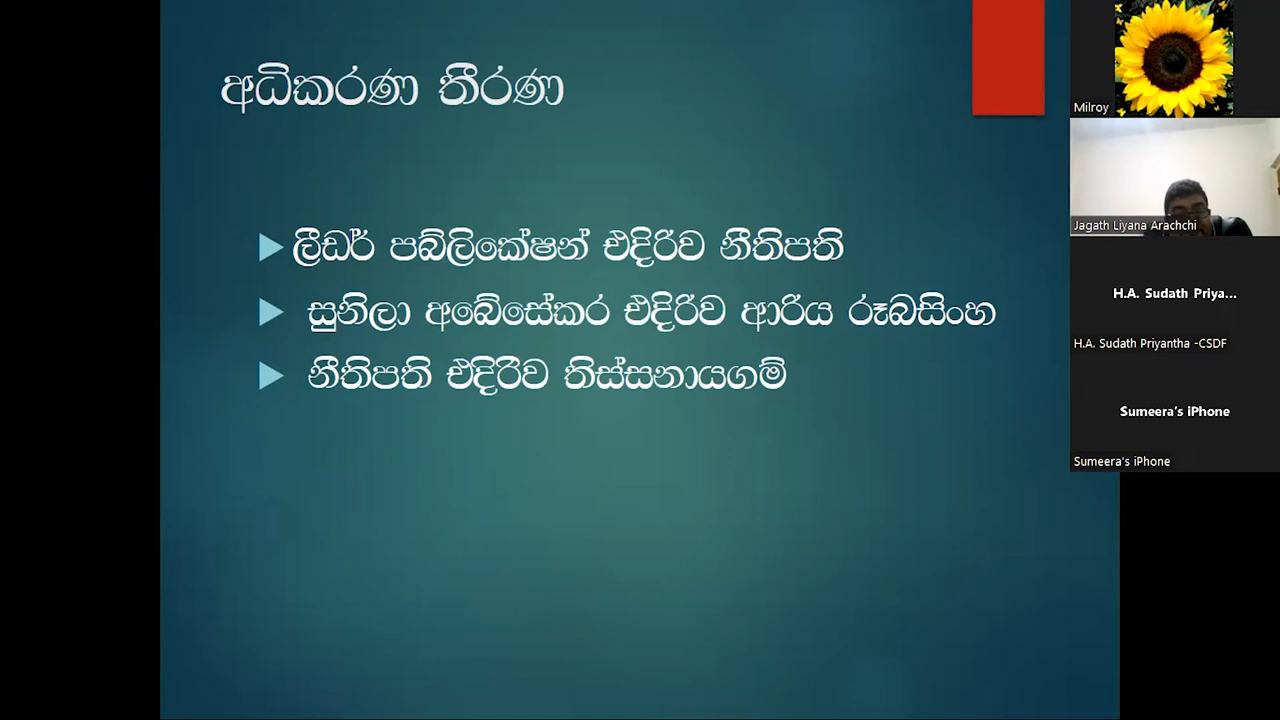 අධිකරණ තීරණ
ලීඩර් පබ්ලිකේෂන් එදිරිව නීතිපති
සුනිලා අබේසේකර එදිරිව ආරිය රූබසිංහ
නීතිපති එදිරිව තිස්සනායගම්
Milroy
Jagath Liyana Arachchi
H.A. Sudath Priya...
H.A. Sudath Priyantha -CSDF
Sumeera's iPhone
Sumeera's iPhone